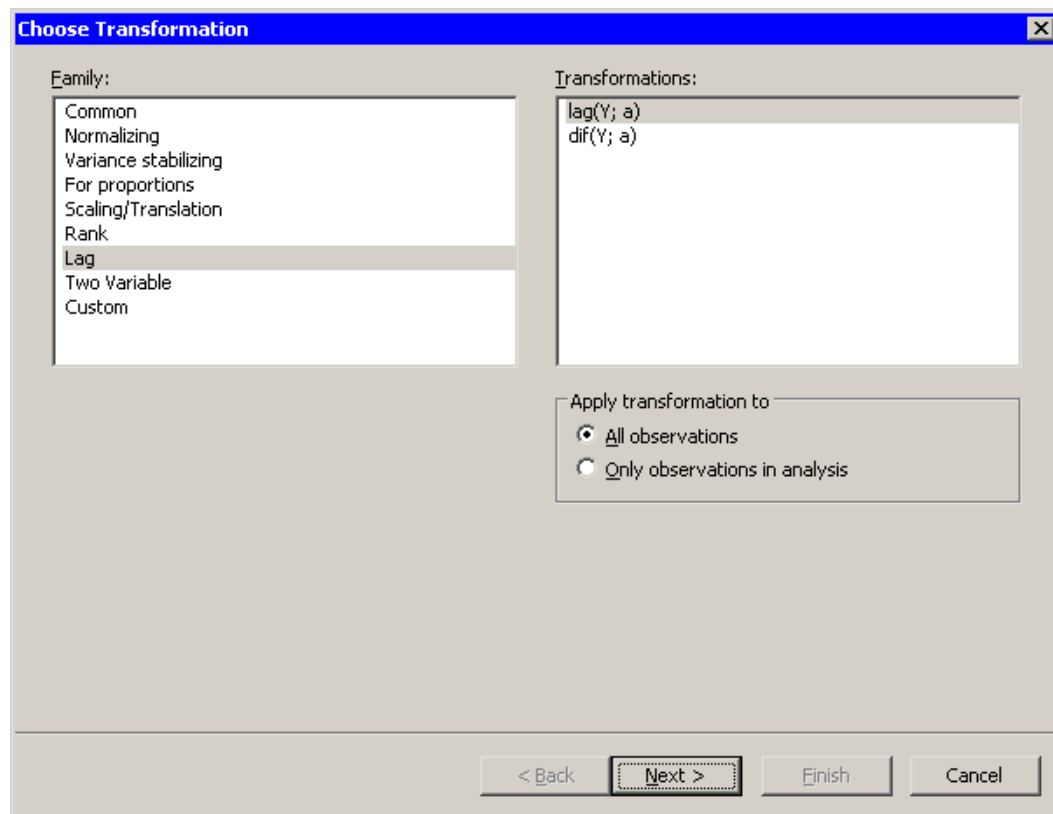 Choose Transformation
Family:
Common
Normalizing
Variance stabilizing
For proportions
Scaling/Translation
Rank
Lag
Two Variable
Custom
Transformations:
lag(Y; a)
dif(Y; a)
Apply transformation to
All observations
Only observations in analysis
< Back
Next >
Finish
Cancel